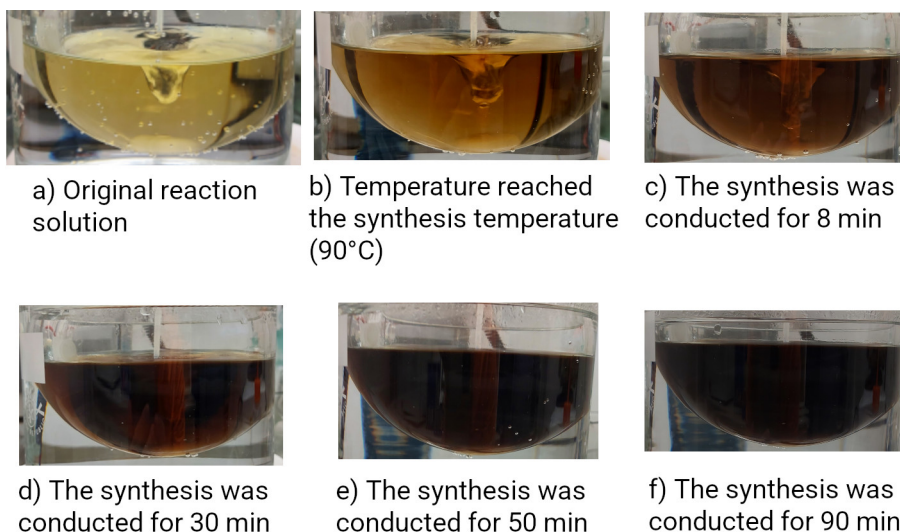 a) Original reaction
solution
b) Temperature reached
the synthesis temperature
(90°C)
c) The synthesis was
conducted for 8 min
d) The synthesis was
conducted for 30 min
e) The synthesis was
conducted for 50 min
f) The synthesis was
conducted for 90 min